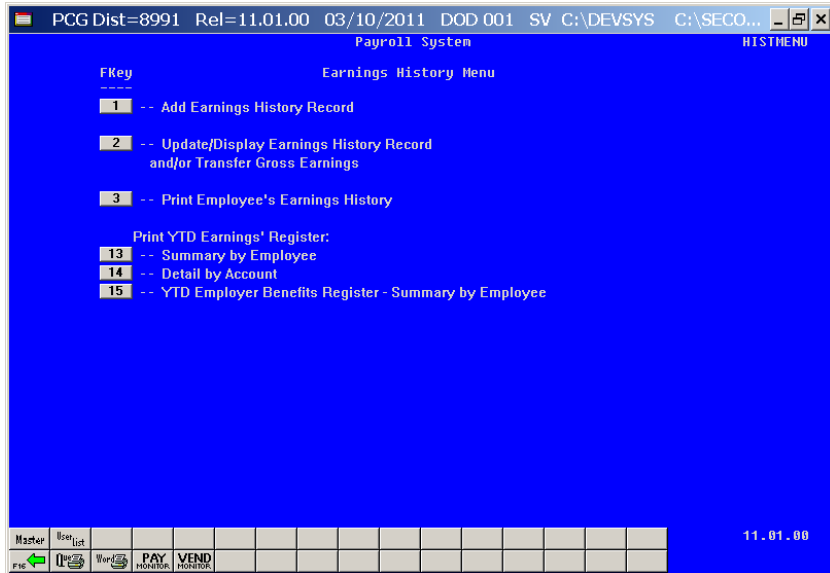 PCG Dist=8991 Rel=11.01.00 03/10/2011 DOD 001 SV C:\DEVSYS C:\SECO...
Payroll System HISTMENU
FKey Earnings History Menu
----
1 -- Add Earnings History Record
2 -- Update/Display Earnings History Record
and/or Transfer Gross Earnings
3 -- Print Employee's Earnings History
Print YTD Earnings' Register:
13 -- Summary by Employee
14 -- Detail by Account
15 -- YTD Employer Benefits Register - Summary by Employee
Master User List 11.01.00
F16 Que Word PAY MONITOR VEND MONITOR